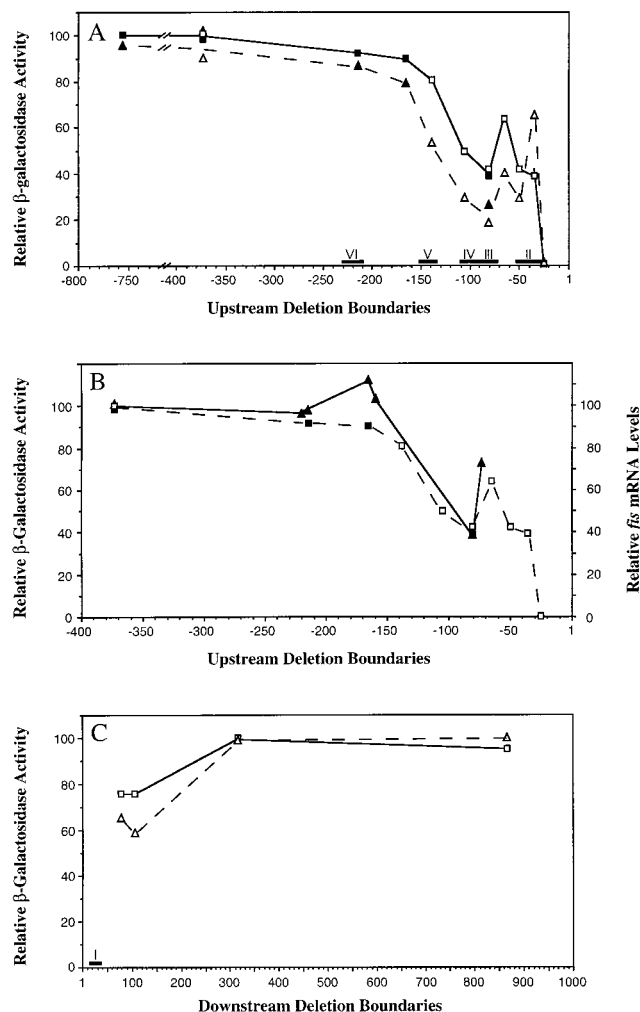 A
Relative β-galactosidase Activity
100
80
60
40
20
0
VI V IV III II
-800 -750 -400 -350 -300 -250 -200 -150 -100 -50 1
Upstream Deletion Boundaries
B
Relative β-Galactosidase Activity
100
80
60
40
20
0
Relative fis mRNA Levels
100
80
60
40
20
0
-400 -350 -300 -250 -200 -150 -100 -50 1
Upstream Deletion Boundaries
C
Relative β-Galactosidase Activity
100
80
60
40
20
0
I
1 100 200 300 400 500 600 700 800 900 1000
Downstream Deletion Boundaries